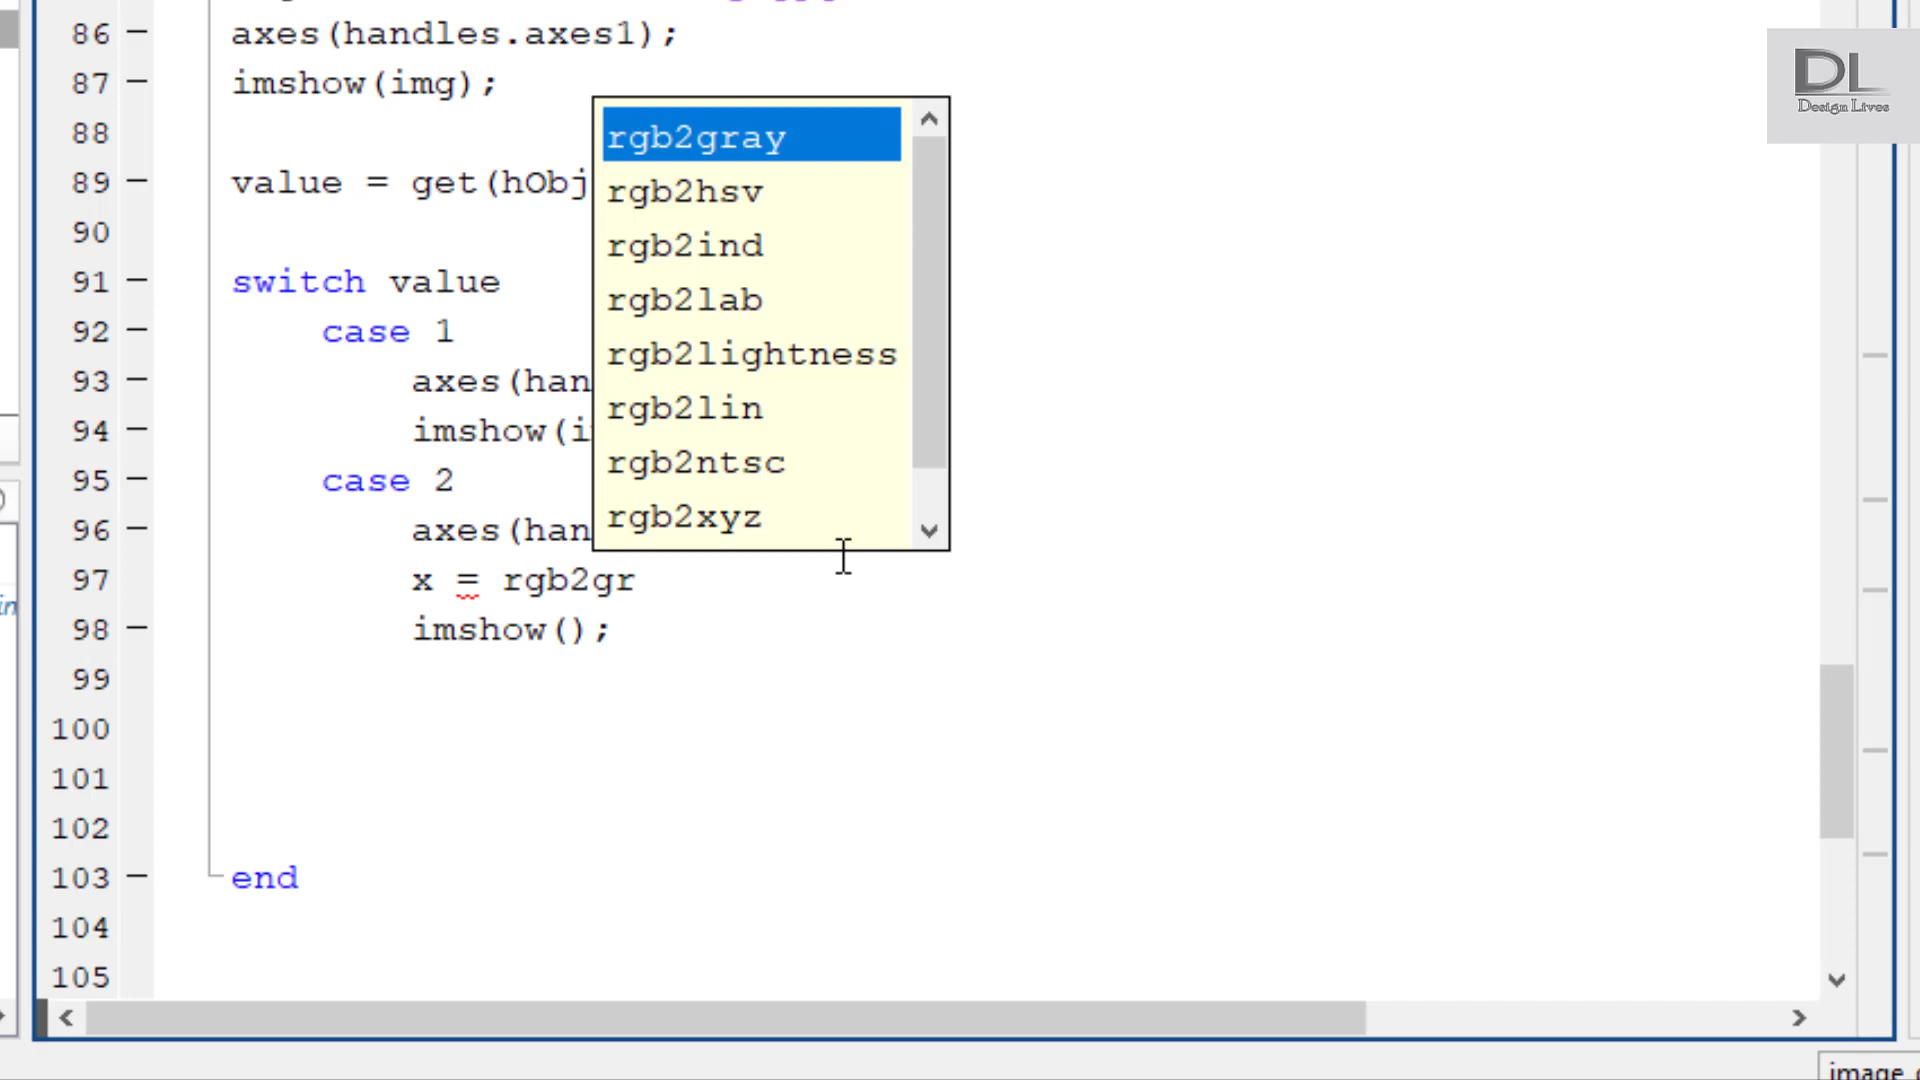 86 – axes(handles.axes1);
87 – imshow(img);
88
89 – value = get(hObj
90
91 – switch value
92 – case 1
93 – axes(han
94 – imshow(i
95 – case 2
96 – axes(han
97 x = rgb2gr
98 – imshow();
99
100
101
102
103 – end
104
105
rgb2gray
rgb2hsv
rgb2ind
rgb2lab
rgb2lightness
rgb2lin
rgb2ntsc
rgb2xyz
DL
Design Lives
in